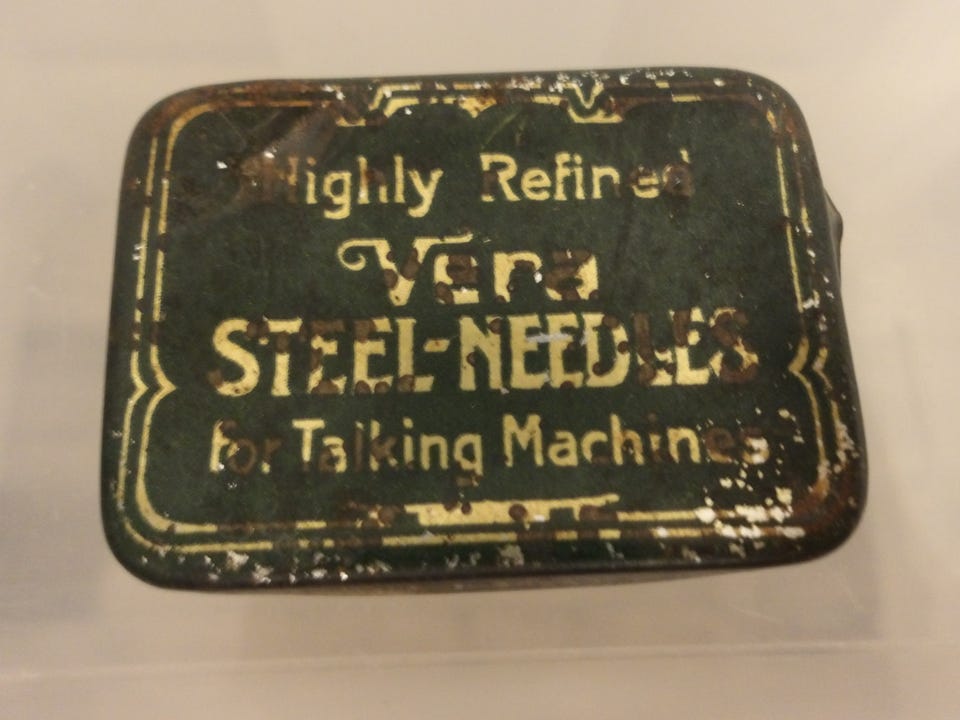 Highly Refined
Vera
STEEL-NEEDLES
for Talking Machines